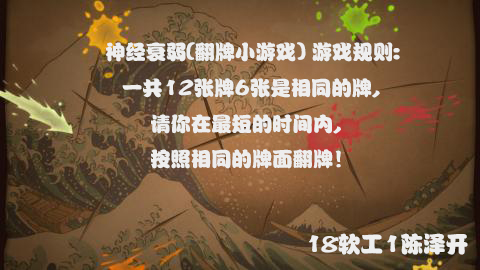 神经衰弱(翻牌小游戏) 游戏规则:
一共12张牌6张是相同的牌,
请你在最短的时间内,
按照相同的牌面翻牌!
18软工1陈泽开